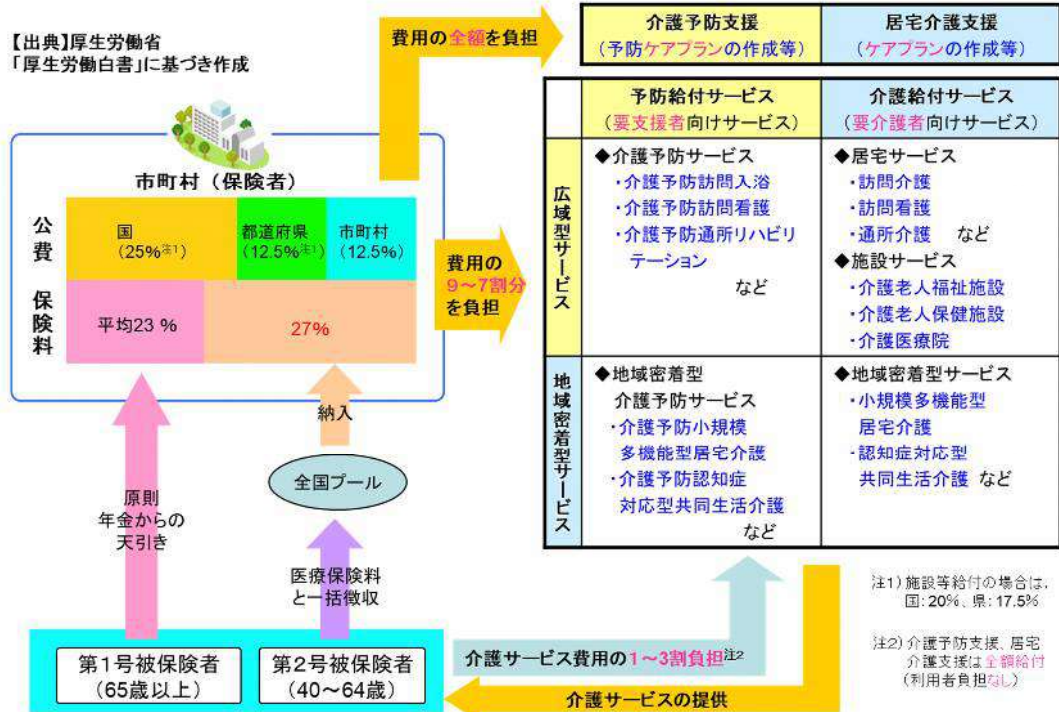 【出典】厚生労働省
「厚生労働白書」に基づき作成
費用の全額を負担
介護予防支援
(予防ケアプランの作成等)
居宅介護支援
(ケアプランの作成等)
市町村(保険者)
公費
国
(25%注1)
都道府県
(12.5%注1)
市町村
(12.5%)
保険料
平均23 %
27%
費用の
9~7割分
を負担
予防給付サービス
(要支援者向けサービス)
介護給付サービス
(要介護者向けサービス)
広域型サービス
◆介護予防サービス
・介護予防訪問入浴
・介護予防訪問看護
・介護予防通所リハビリ
テーション
など
◆居宅サービス
・訪問介護
・訪問看護
・通所介護 など
◆施設サービス
・介護老人福祉施設
・介護老人保健施設
・介護医療院
地域密着型サービス
◆地域密着型
介護予防サービス
・介護予防小規模
多機能型居宅介護
・介護予防認知症
対応型共同生活介護
など
◆地域密着型サービス
・小規模多機能型
居宅介護
・認知症対応型
共同生活介護 など
納入
全国プール
原則
年金からの
天引き
医療保険料
と一括徴収
第1号被保険者
(65歳以上)
第2号被保険者
(40~64歳)
介護サービス費用の1~3割負担注2
介護サービスの提供
注1)施設等給付の場合は、
国:20%、県:17.5%
注2)介護予防支援、居宅
介護支援は全額給付
(利用者負担なし)